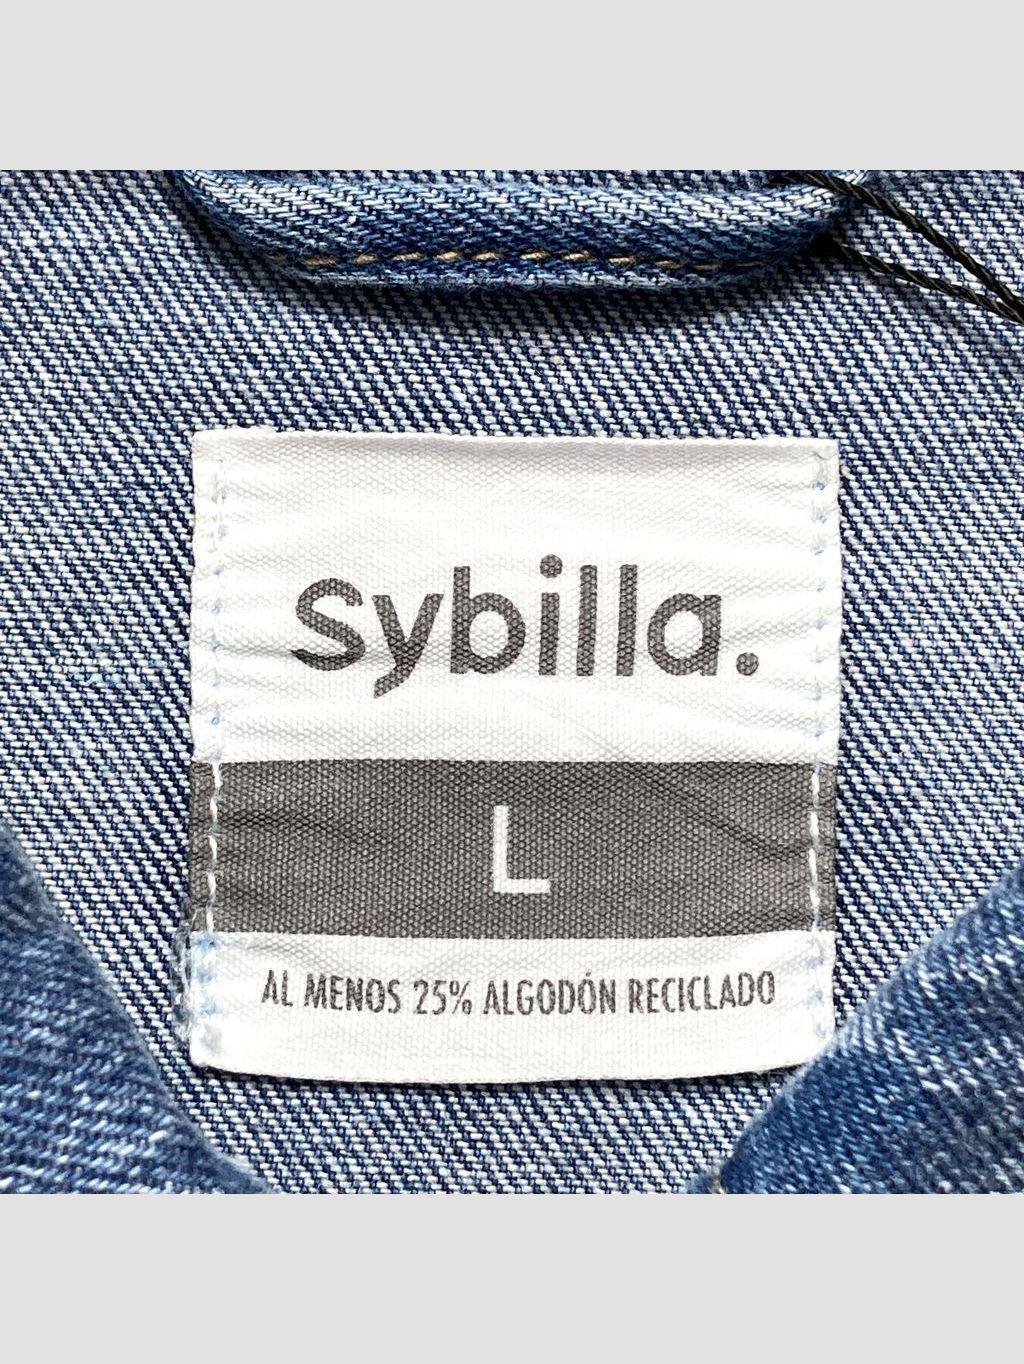 sybilla.
L
AL MENOS 25% ALGODÓN RECICLADO